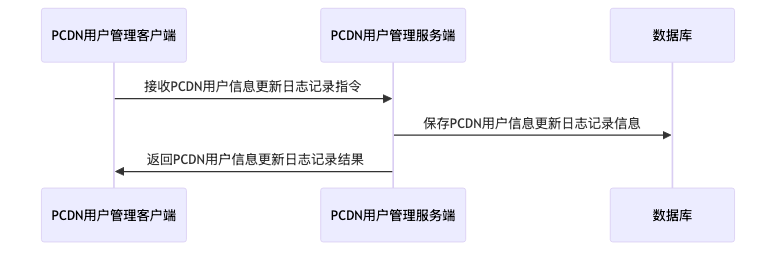 PCDN用户管理客户端
PCDN用户管理服务端
数据库
接收PCDN用户信息更新日志记录指令
保存PCDN用户信息更新日志记录信息
返回PCDN用户信息更新日志记录结果
PCDN用户管理客户端
PCDN用户管理服务端
数据库